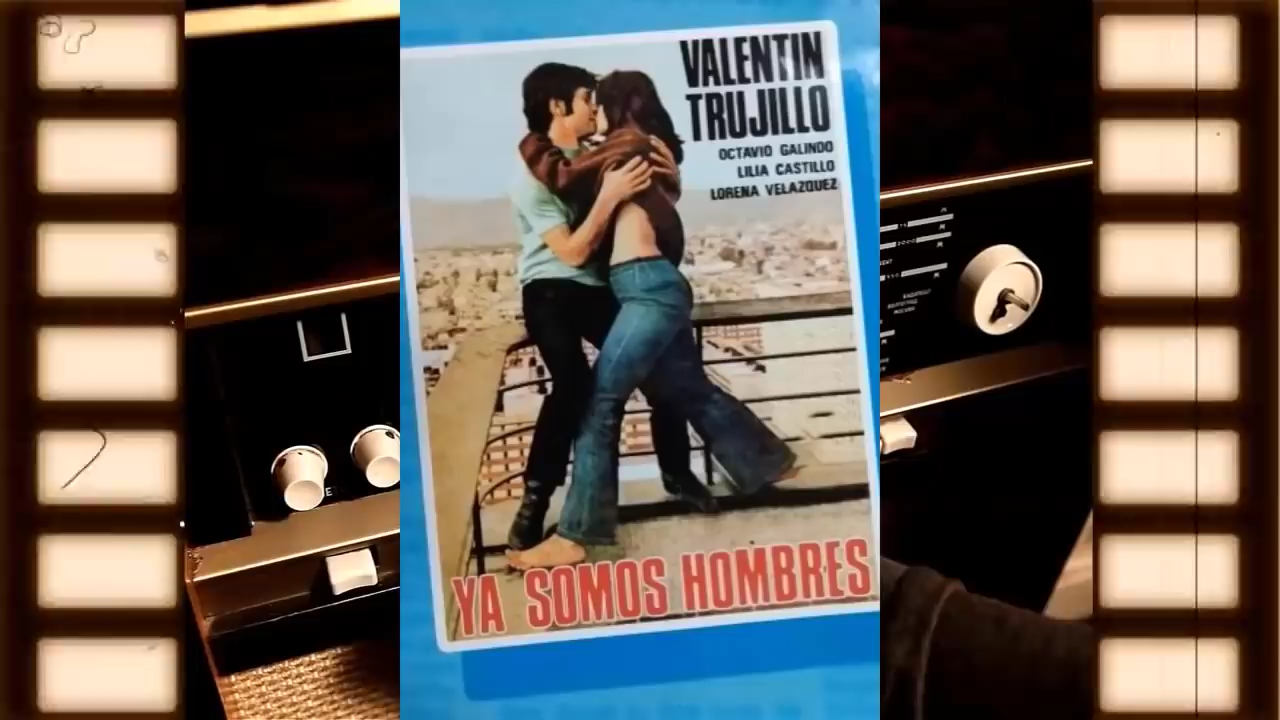 VALENTIN
TRUJILLO
OCTAVIO GALINDO
LILIA CASTILLO
LORENA VELAZQUEZ
YA SOMOS HOMBRES